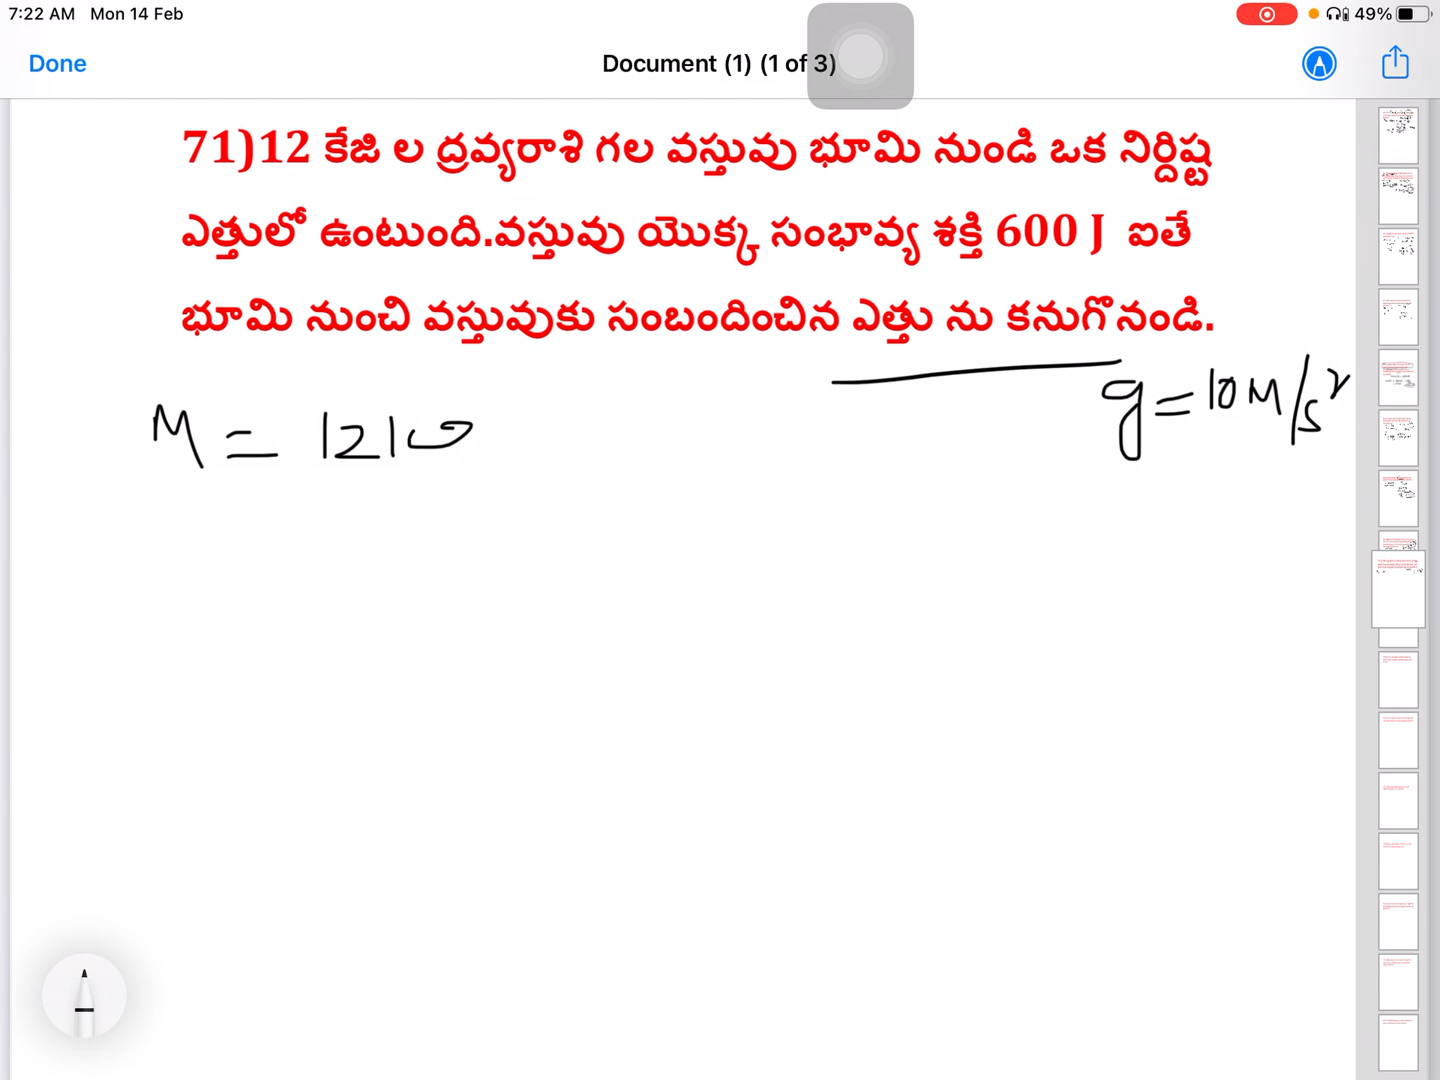 7:22 AM Mon 14 Feb
49%
Done
Document (1) (1 of 3)
71)12 కేజి ల ద్రవ్యరాశి గల వస్తువు భూమి నుండి ఒక నిర్దిష్ట
ఎత్తులో ఉంటుంది.వస్తువు యొక్క సంభావ్య శక్తి 600 J ఐతే
భూమి నుంచి వస్తువుకు సంబందించిన ఎత్తు ను కనుగొనండి.
g = 10 M/s²
M = 12